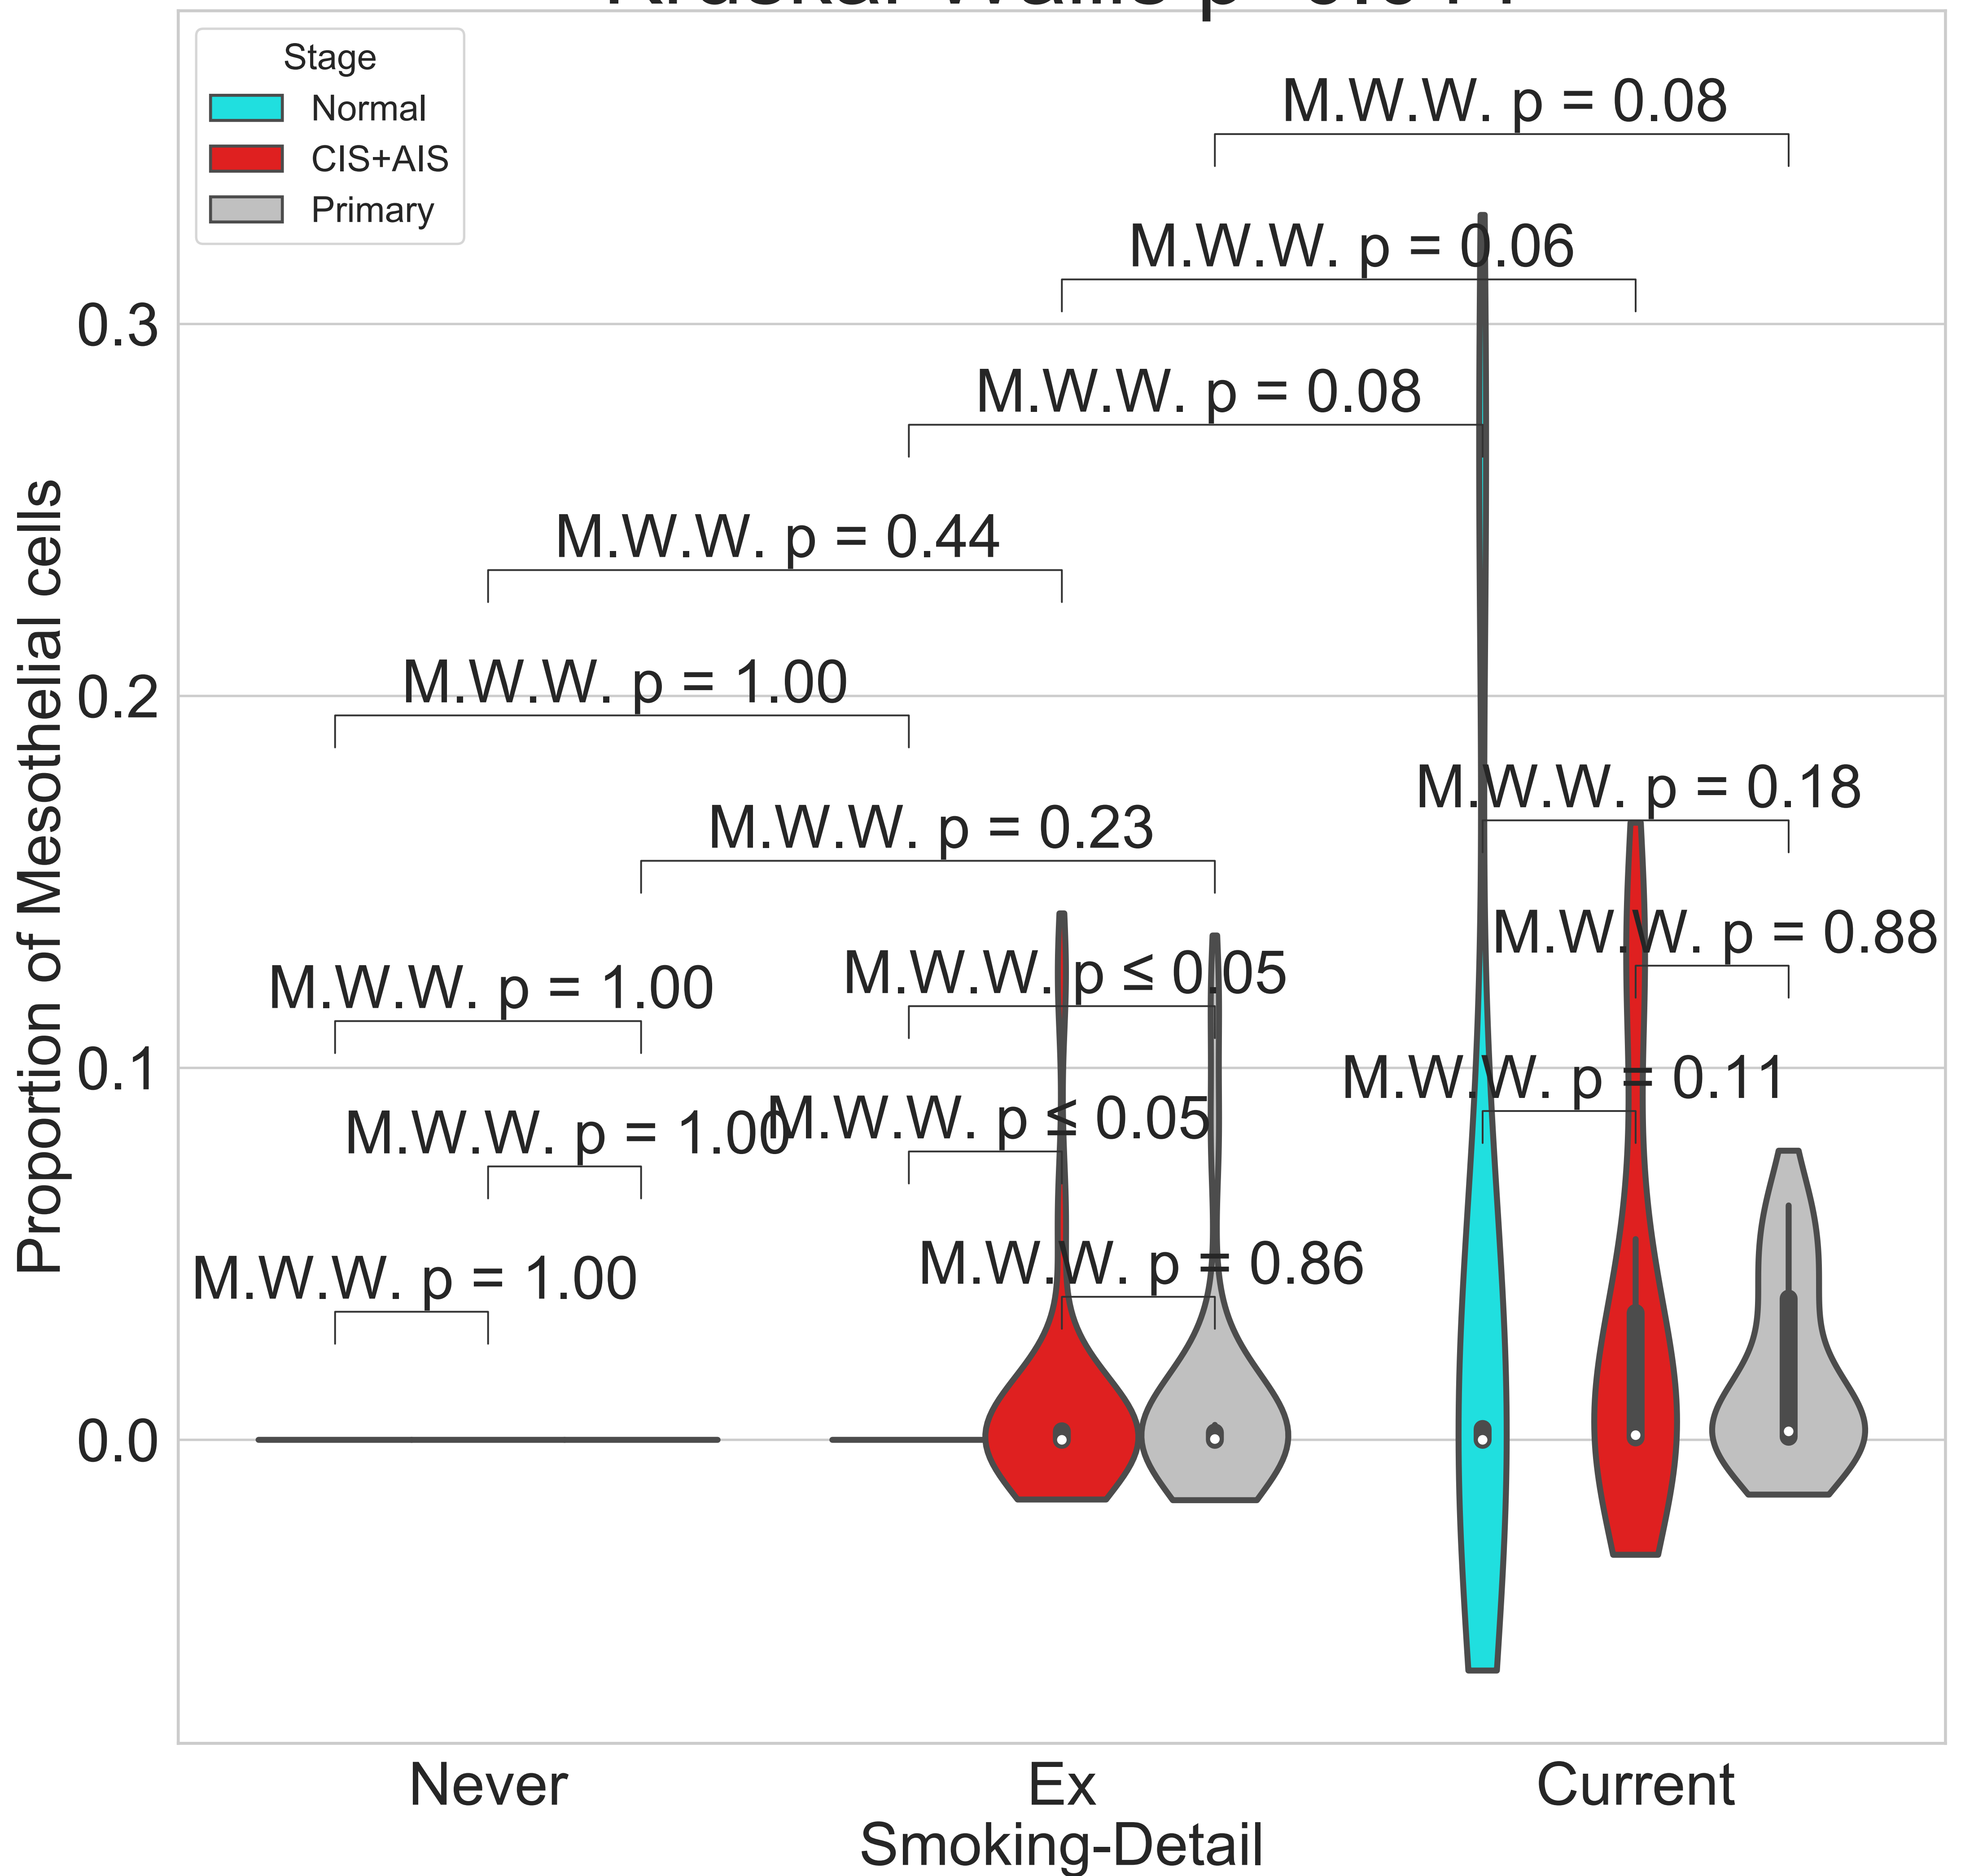 Stage
Normal
CIS+AIS
Primary
M.W.W. p = 0.08
M.W.W. p = 0.06
0.3
M.W.W. p = 0.08
M.W.W. p = 0.44
M.W.W. p = 1.00
0.2
M.W.W. p = 0.18
M.W.W. p = 0.23
M.W.W. p = 0.88
M.W.W. p ≤ 0.05
M.W.W. p = 1.00
0.1
M.W.W. p = 0.11
M.W.W. p = 1.00
M.W.W. p ≤ 0.05
M.W.W. p = 0.86
M.W.W. p = 1.00
0.0
Proportion of Mesothelial cells
Never
Ex
Current
Smoking-Detail